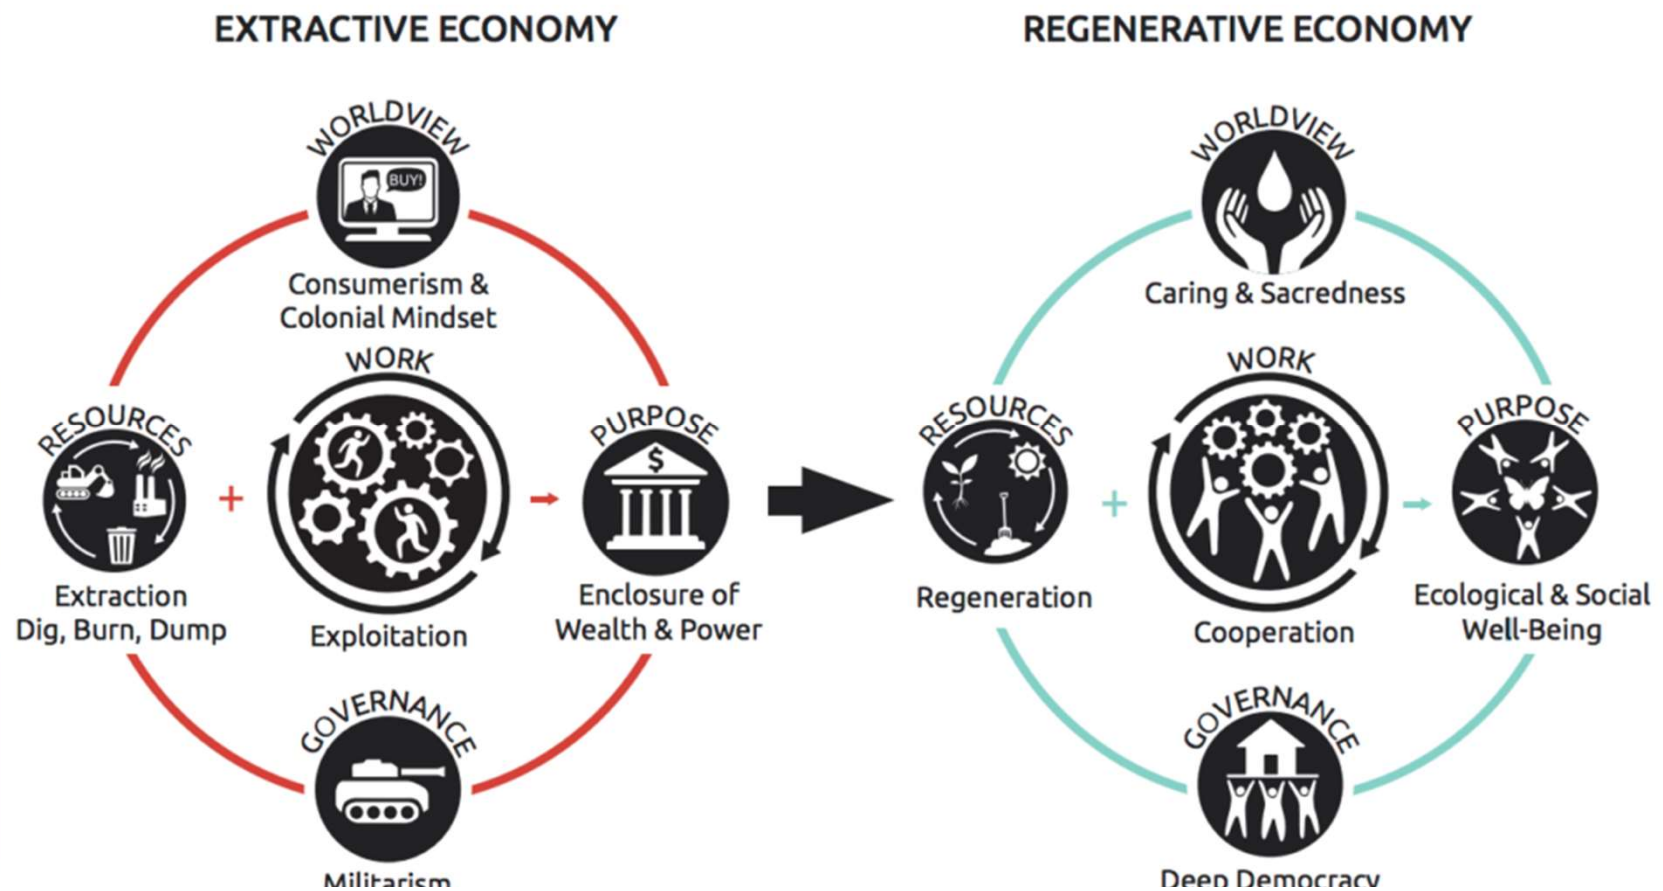 EXTRACTIVE ECONOMY
WORLDVIEW
BUY!
Consumerism &
Colonial Mindset
WORK
RESOURCES
PURPOSE
$
Extraction
Dig, Burn, Dump
+
Exploitation
Enclosure of
Wealth & Power
GOVERNANCE
Militarism
REGENERATIVE ECONOMY
WORLDVIEW
Caring & Sacredness
WORK
RESOURCES
PURPOSE
+
Regeneration
Cooperation
Ecological & Social
Well-Being
GOVERNANCE
Deep Democracy